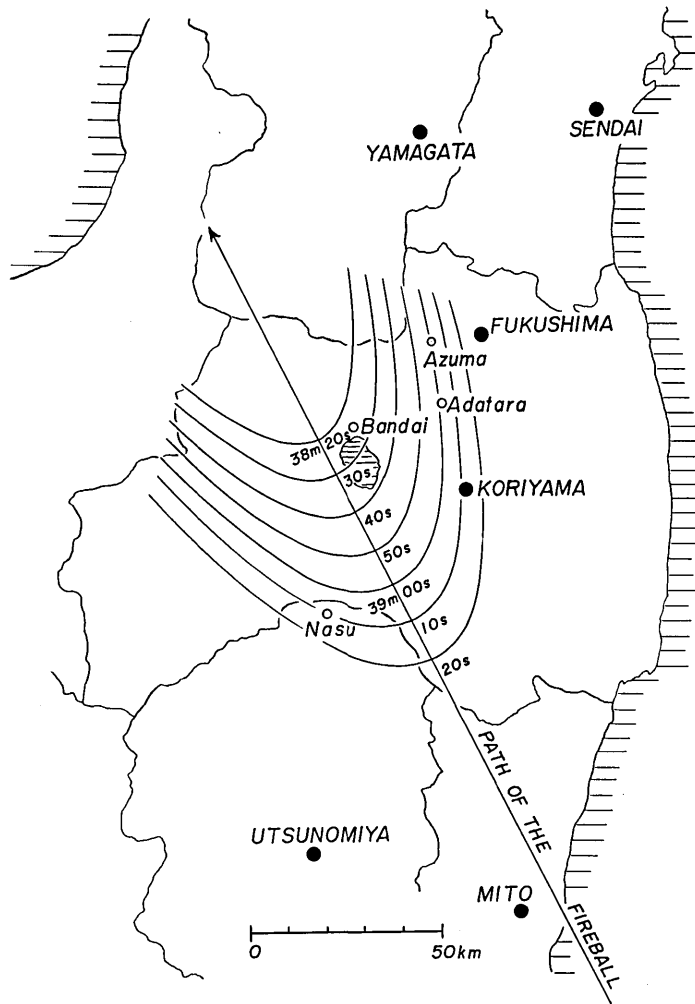 SENDAI
YAMAGATA
FUKUSHIMA
Azuma
Adatara
Bandai
38m 20s
30s
KORIYAMA
40s
50s
39m 00s
Nasu
10s
20s
PATH OF THE FIREBALL
UTSUNOMIYA
MITO
0 50km